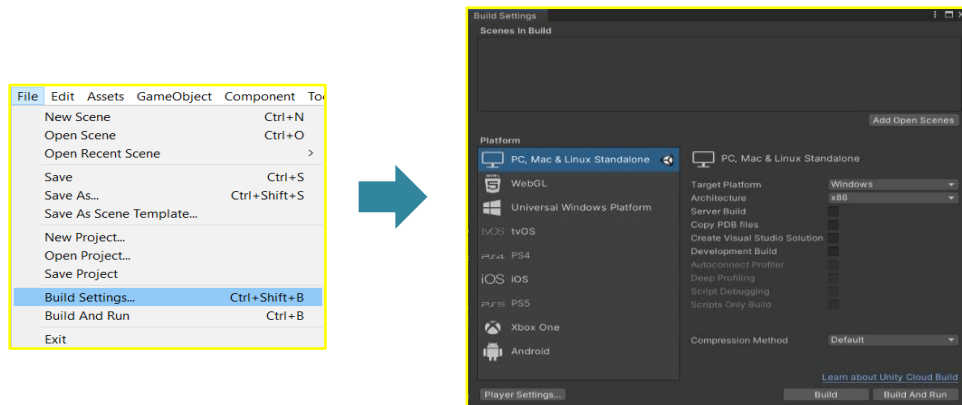 File Edit Assets GameObject Component To
New Scene Ctrl+N
Open Scene Ctrl+O
Open Recent Scene >
Save Ctrl+S
Save As... Ctrl+Shift+S
Save As Scene Template...
New Project...
Open Project...
Save Project
Build Settings... Ctrl+Shift+B
Build And Run Ctrl+B
Exit
Build Settings
Scenes In Build
Add Open Scenes
Platform
PC, Mac & Linux Standalone
HTML 5 WebGL
Universal Windows Platform
tvOS tvOS
PS4 PS4
iOS iOS
PS5 PS5
Xbox One
Android
PC, Mac & Linux Standalone
Target Platform Windows
Architecture x86
Server Build
Copy PDB files
Create Visual Studio Solution
Development Build
Autoconnect Profiler
Deep Profiling
Script Debugging
Scripts Only Build
Compression Method Default
Learn about Unity Cloud Build
Player Settings... Build Build And Run